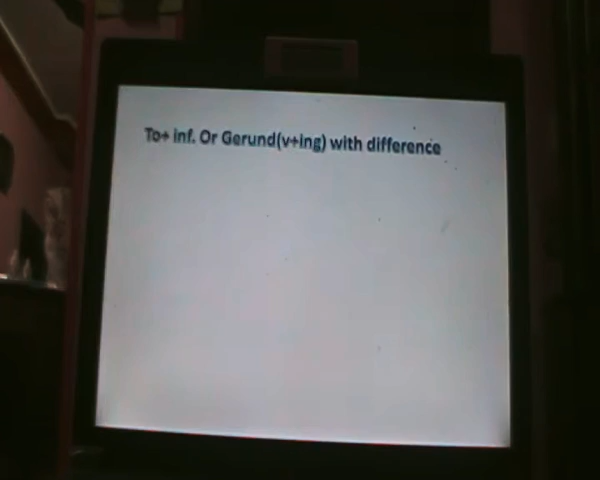 To+ inf. Or Gerund(v+ing) with difference